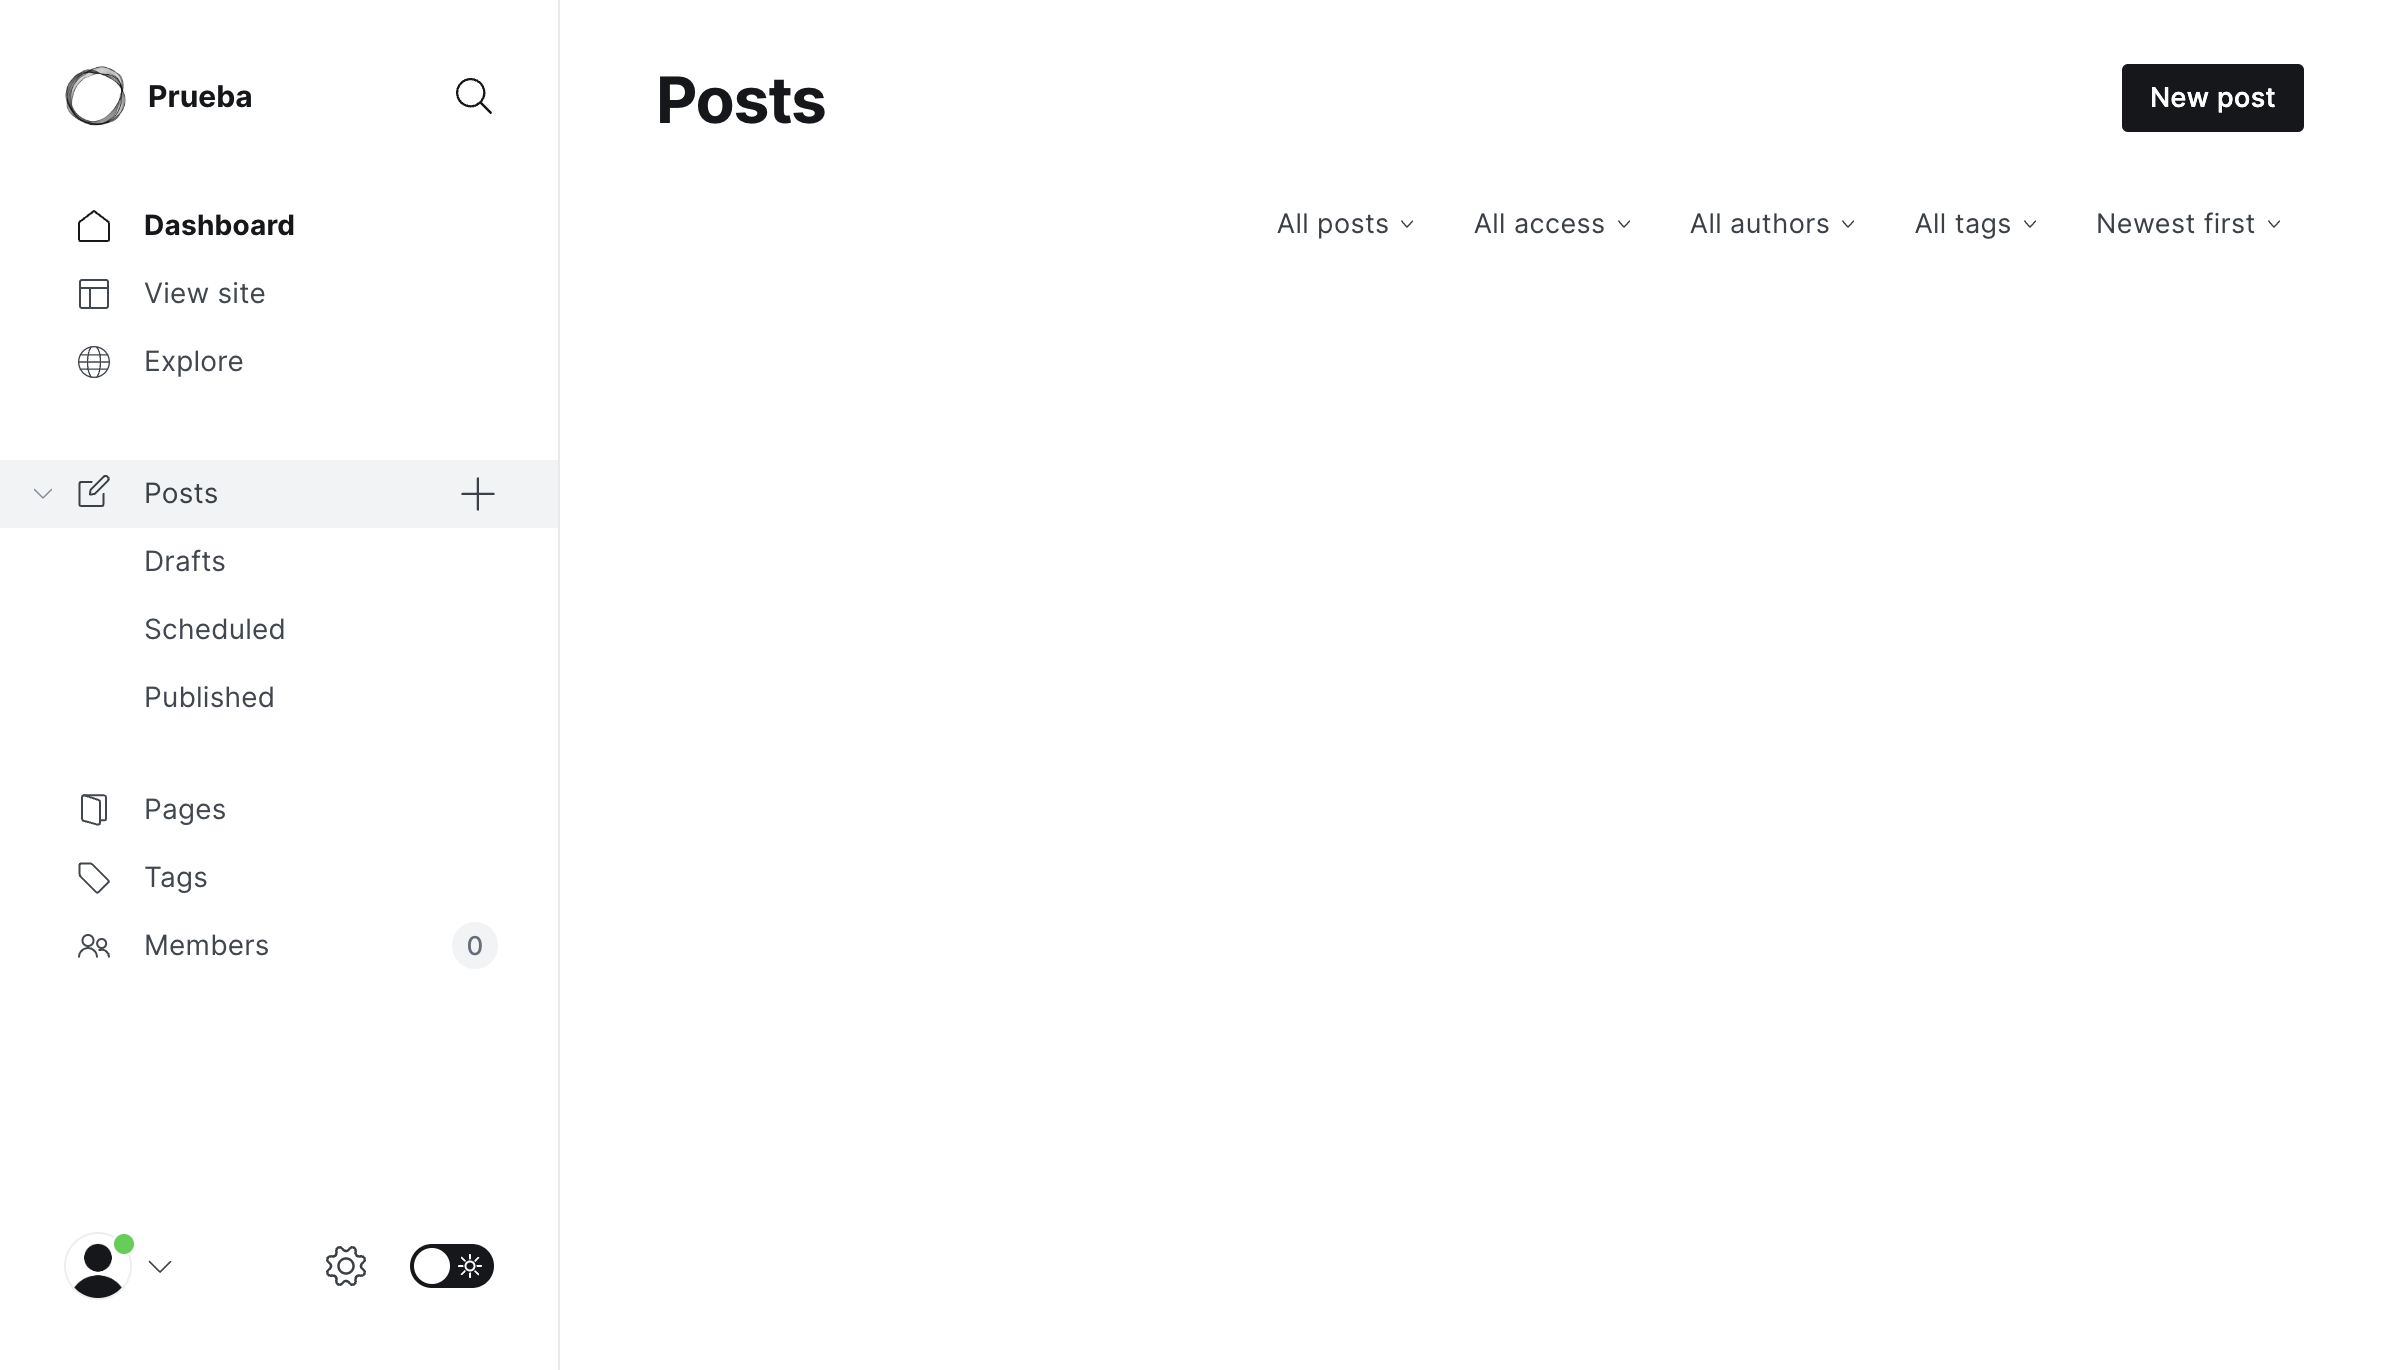 Prueba
Dashboard
View site
Explore
Posts
Drafts
Scheduled
Published
Pages
Tags
Members 0
Posts
New post
All posts All access All authors All tags Newest first